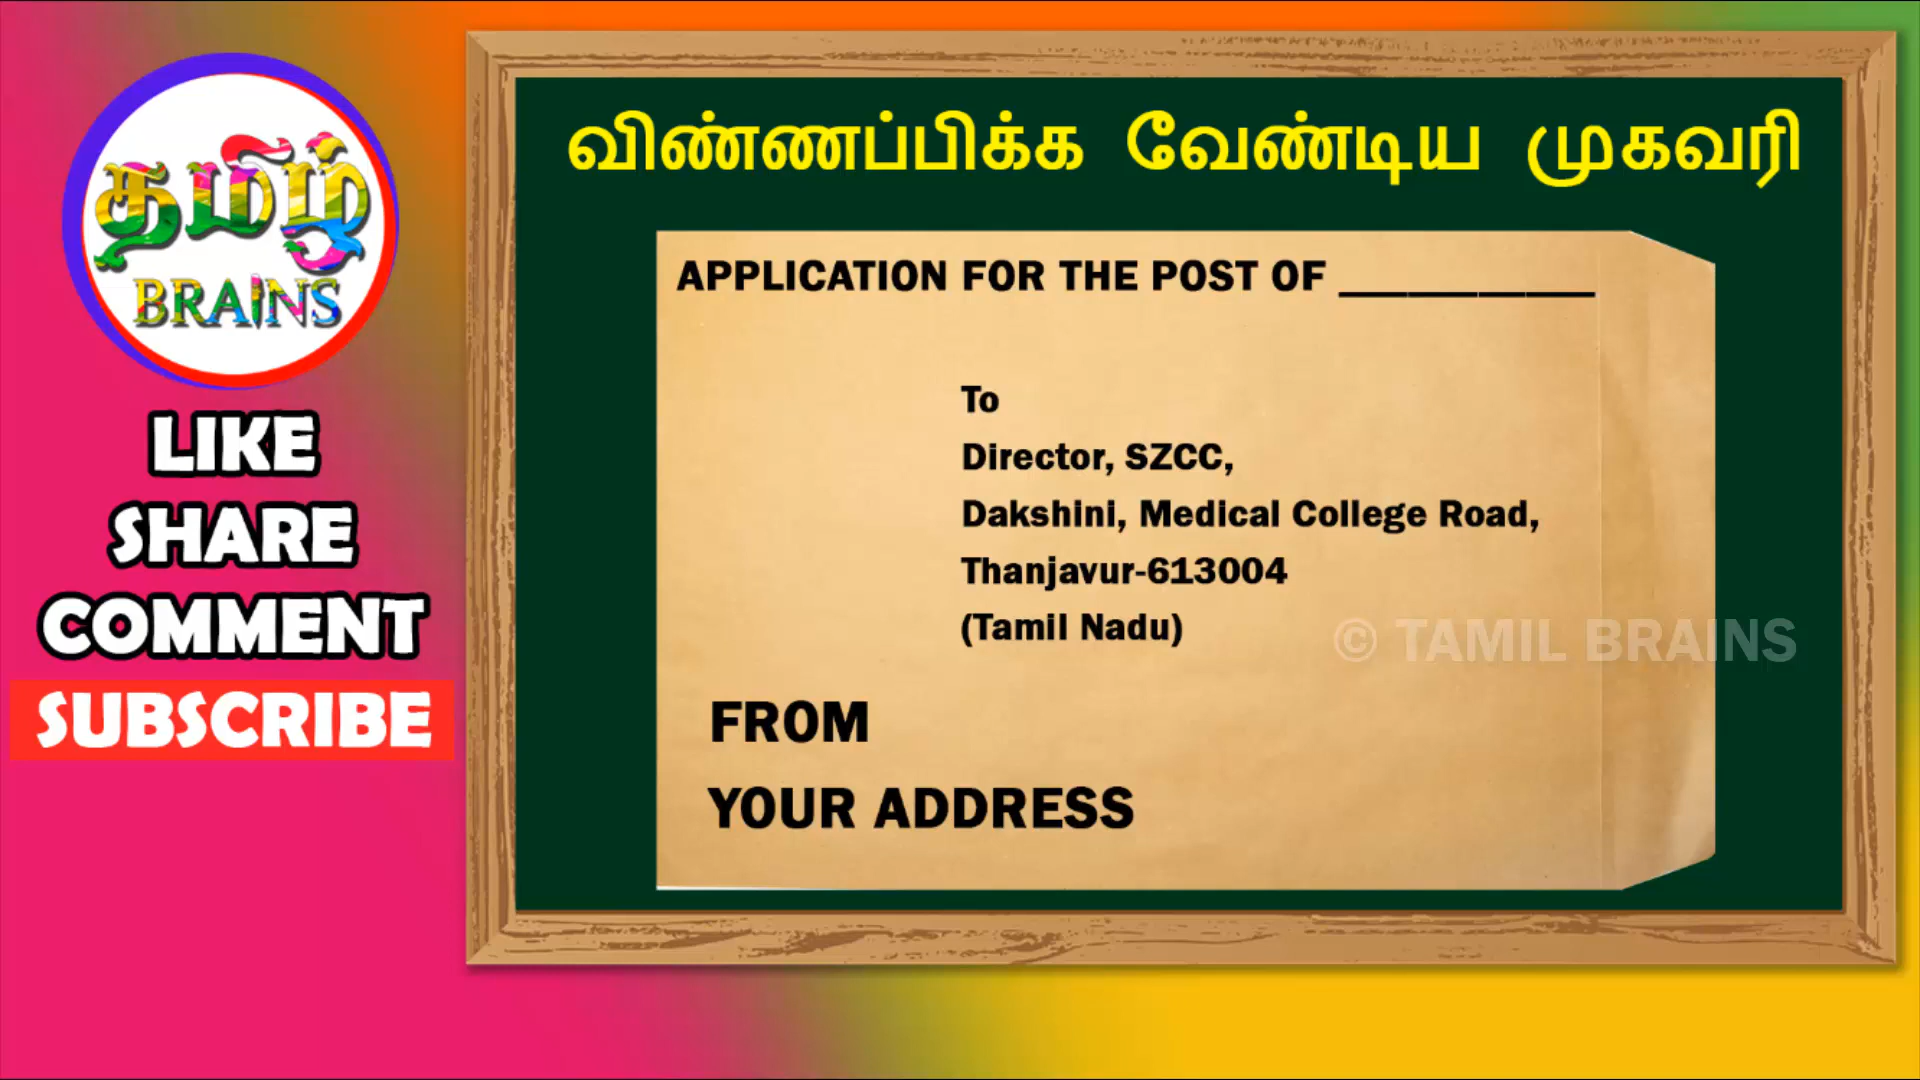 தமிழ்
BRAINS
LIKE
SHARE
COMMENT
SUBSCRIBE
விண்ணப்பிக்க வேண்டிய முகவரி
APPLICATION FOR THE POST OF ___________
To
Director, SZCC,
Dakshini, Medical College Road,
Thanjavur-613004
(Tamil Nadu)
© TAMIL BRAINS
FROM
YOUR ADDRESS